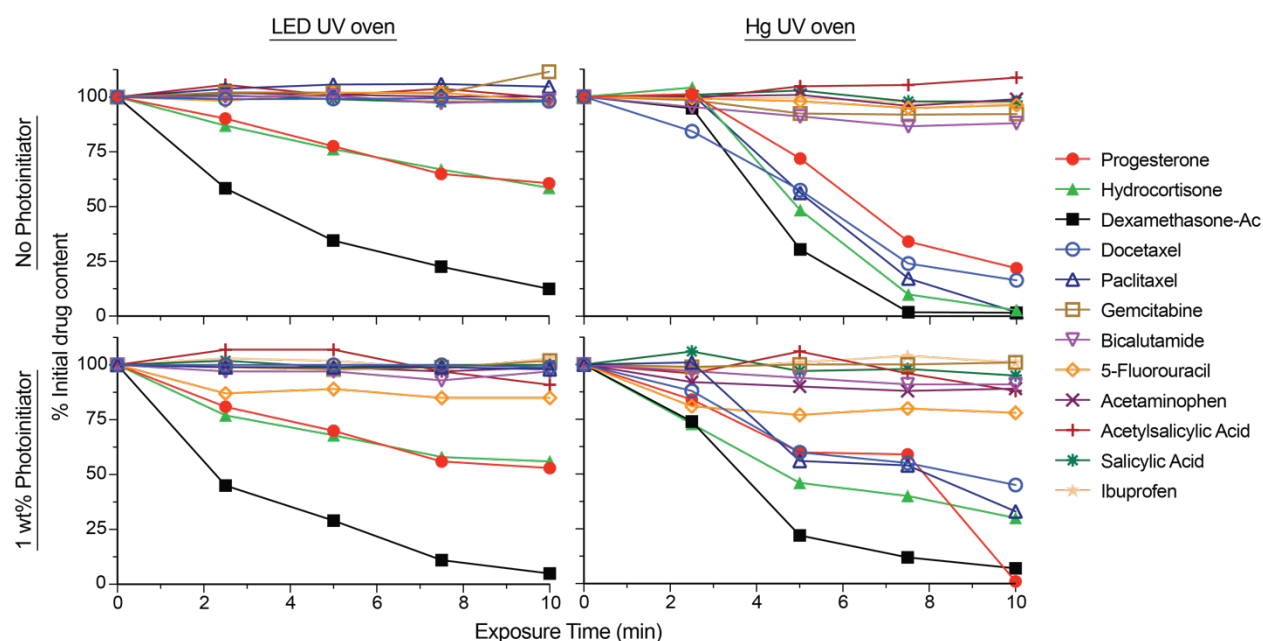 LED UV oven
Hg UV oven
No Photoinitiator
1 wt% Photoinitiator
% Initial drug content
100
75
50
25
0
100
75
50
25
0
0 2 4 6 8 10
0 2 4 6 8 10
Exposure Time (min)
Progesterone
Hydrocortisone
Dexamethasone-Ac
Docetaxel
Paclitaxel
Gemcitabine
Bicalutamide
5-Fluorouracil
Acetaminophen
Acetylsalicylic Acid
Salicylic Acid
Ibuprofen